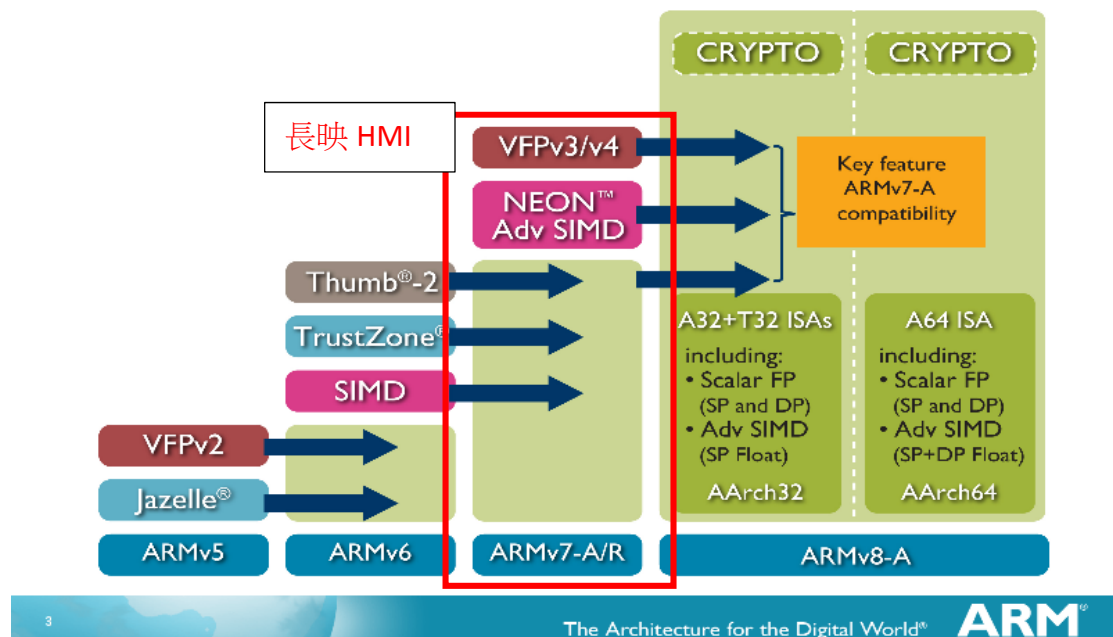 CRYPTO
CRYPTO
長映 HMI
VFPv3/v4
NEON™
Adv SIMD
Key feature
ARMv7-A
compatibility
Thumb®-2
TrustZone®
SIMD
A32+T32 ISAs
including:
• Scalar FP
(SP and DP)
• Adv SIMD
(SP Float)
AArch32
A64 ISA
including:
• Scalar FP
(SP and DP)
• Adv SIMD
(SP+DP Float)
AArch64
VFPv2
Jazelle®
ARMv5
ARMv6
ARMv7-A/R
ARMv8-A
3
The Architecture for the Digital World®
ARM®